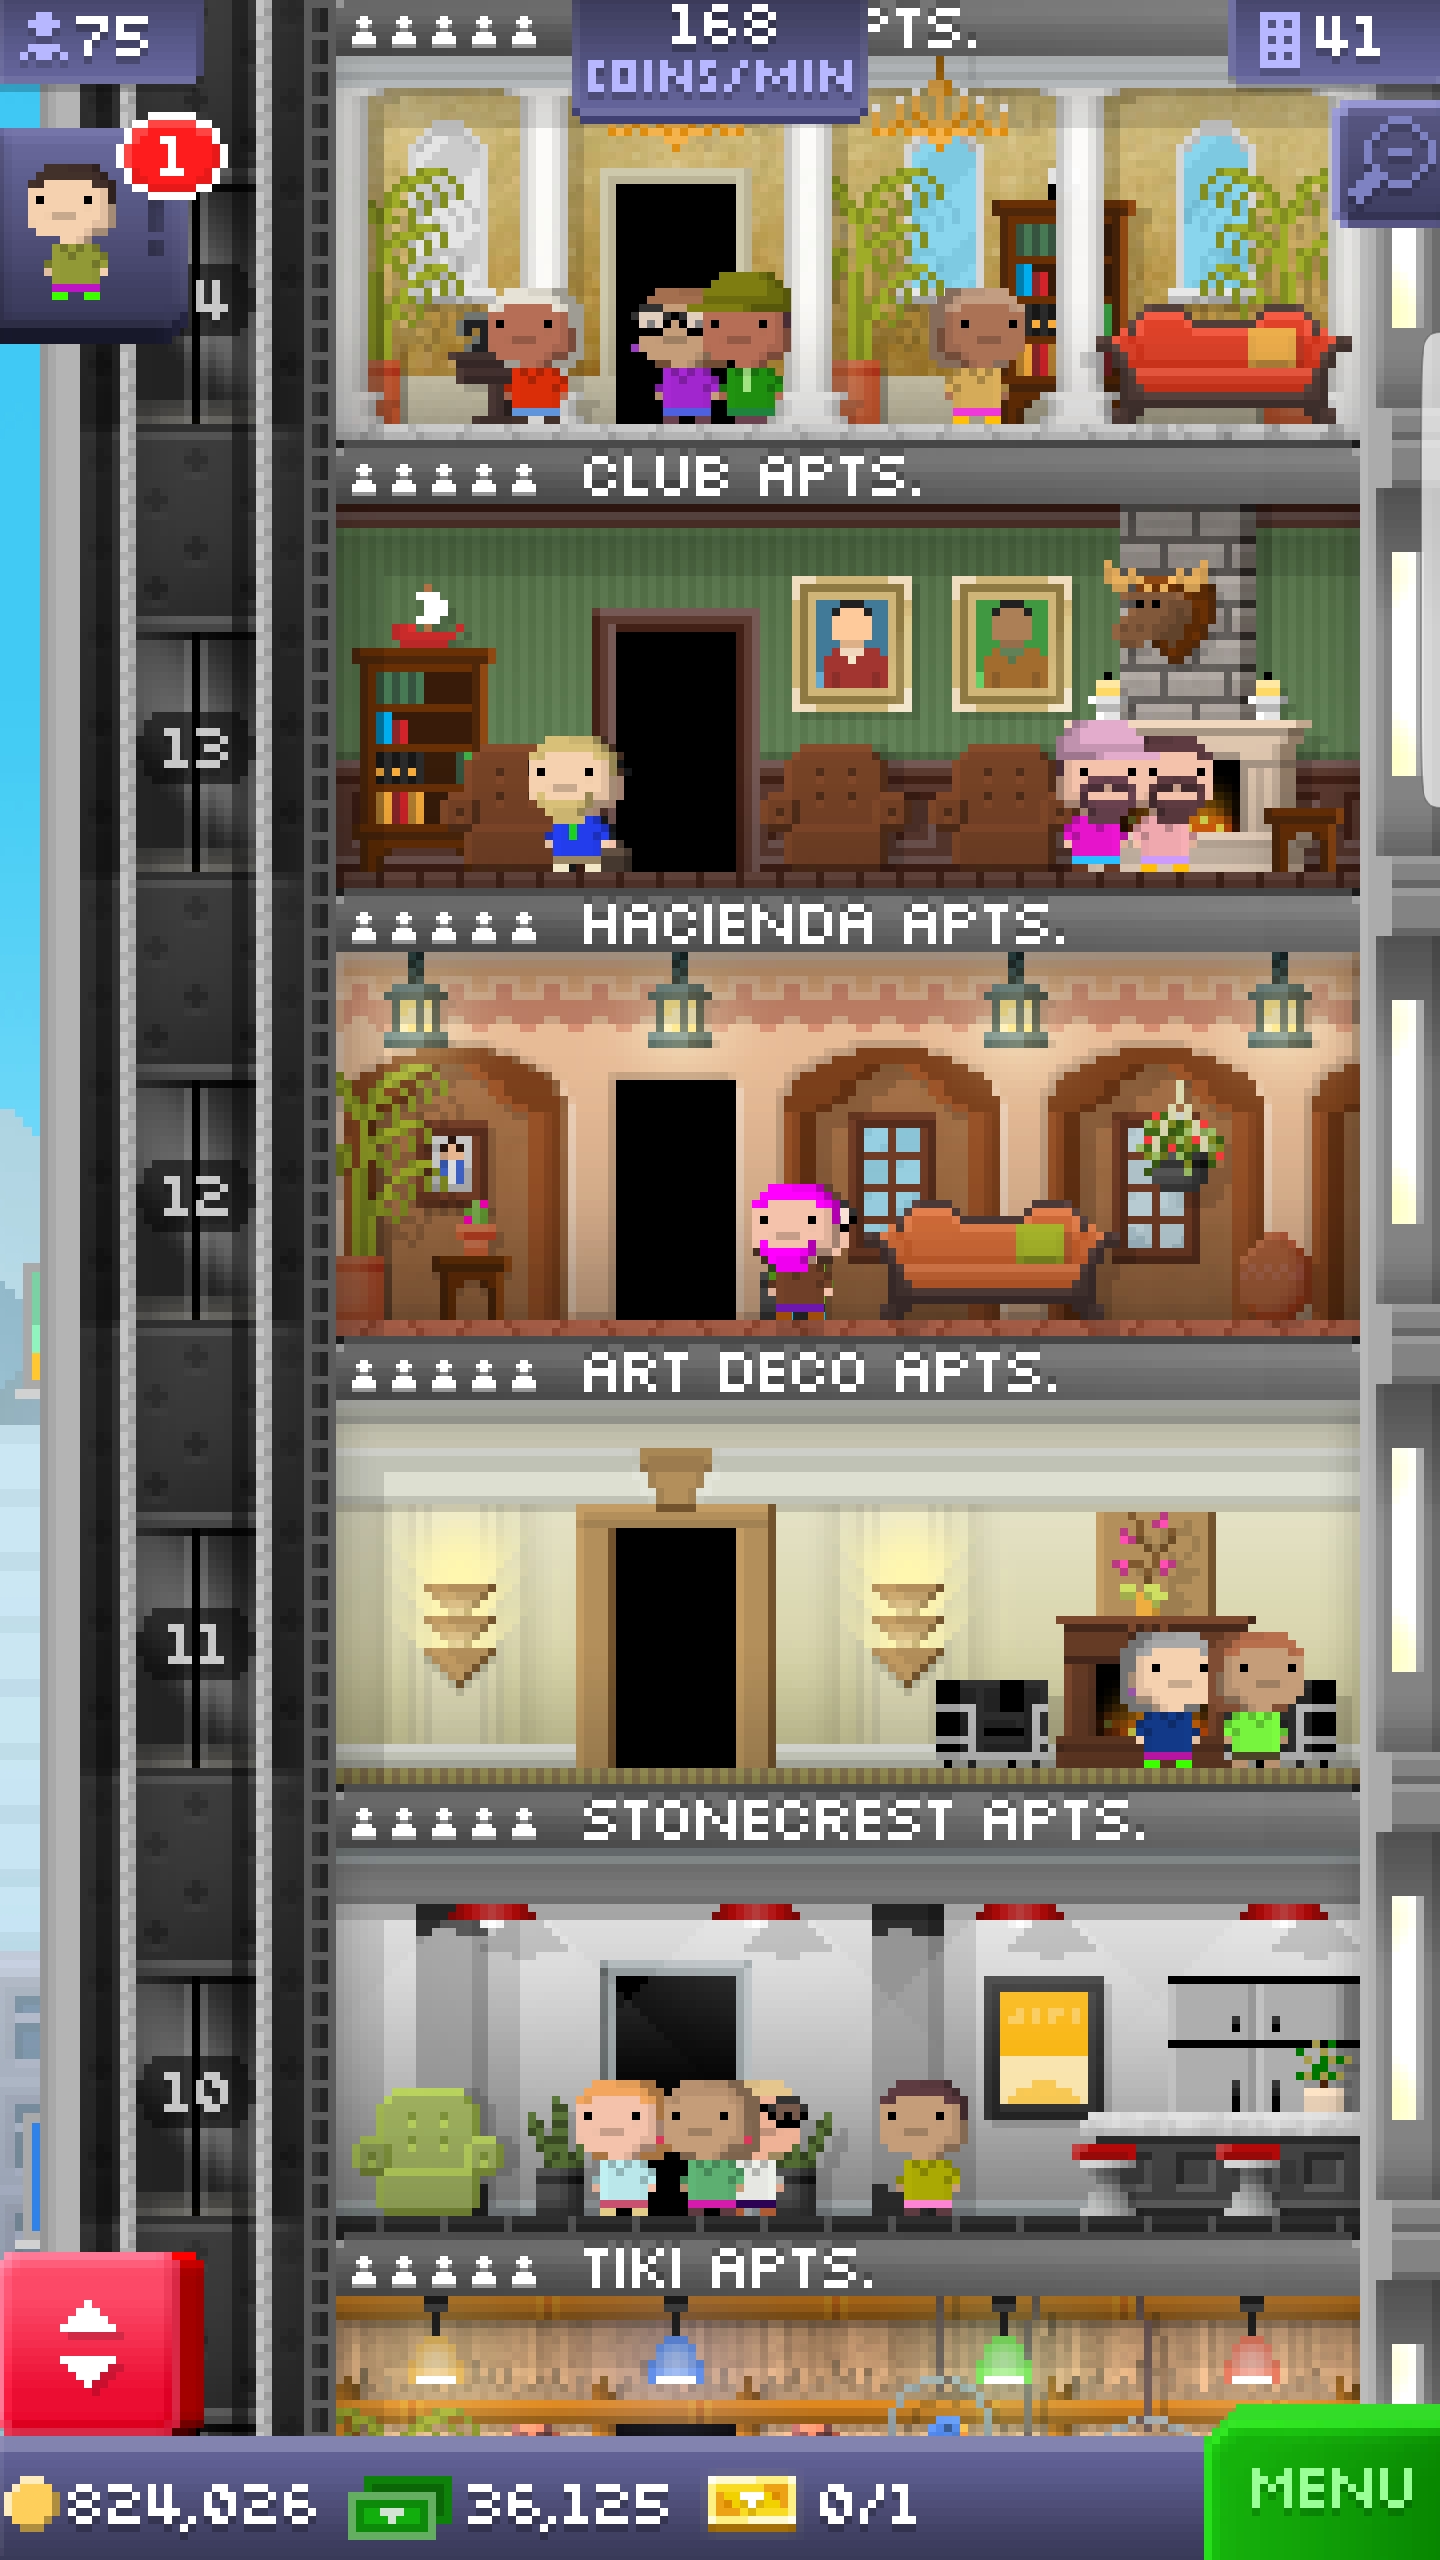 75
168
COINS/MIN
PTS.
41
1
4
CLUB APTS.
13
HACIENDA APTS.
12
ART DECO APTS.
11
STONECREST APTS.
10
TIKI APTS.
824,026
36,125
0/1
MENU